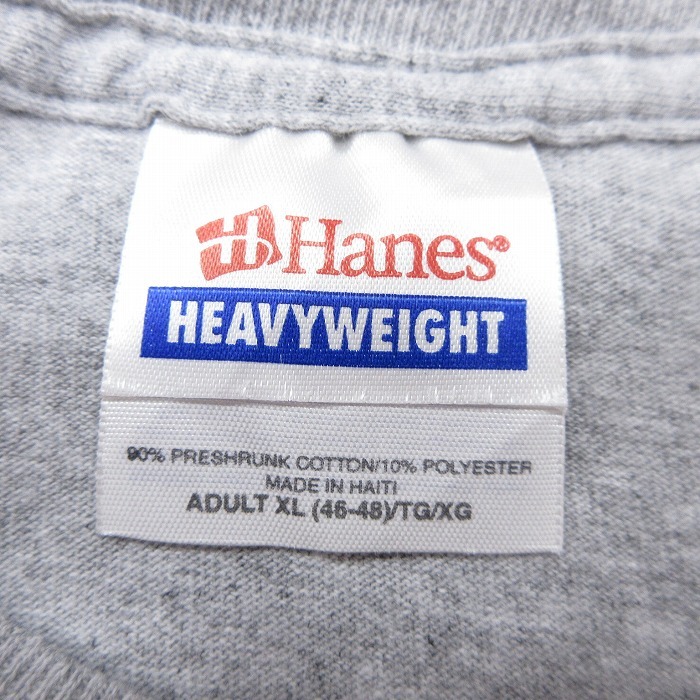 Hanes®
HEAVYWEIGHT
90% PRESHRUNK COTTON/10% POLYESTER
MADE IN HAITI
ADULT XL (46-48)/TG/XG